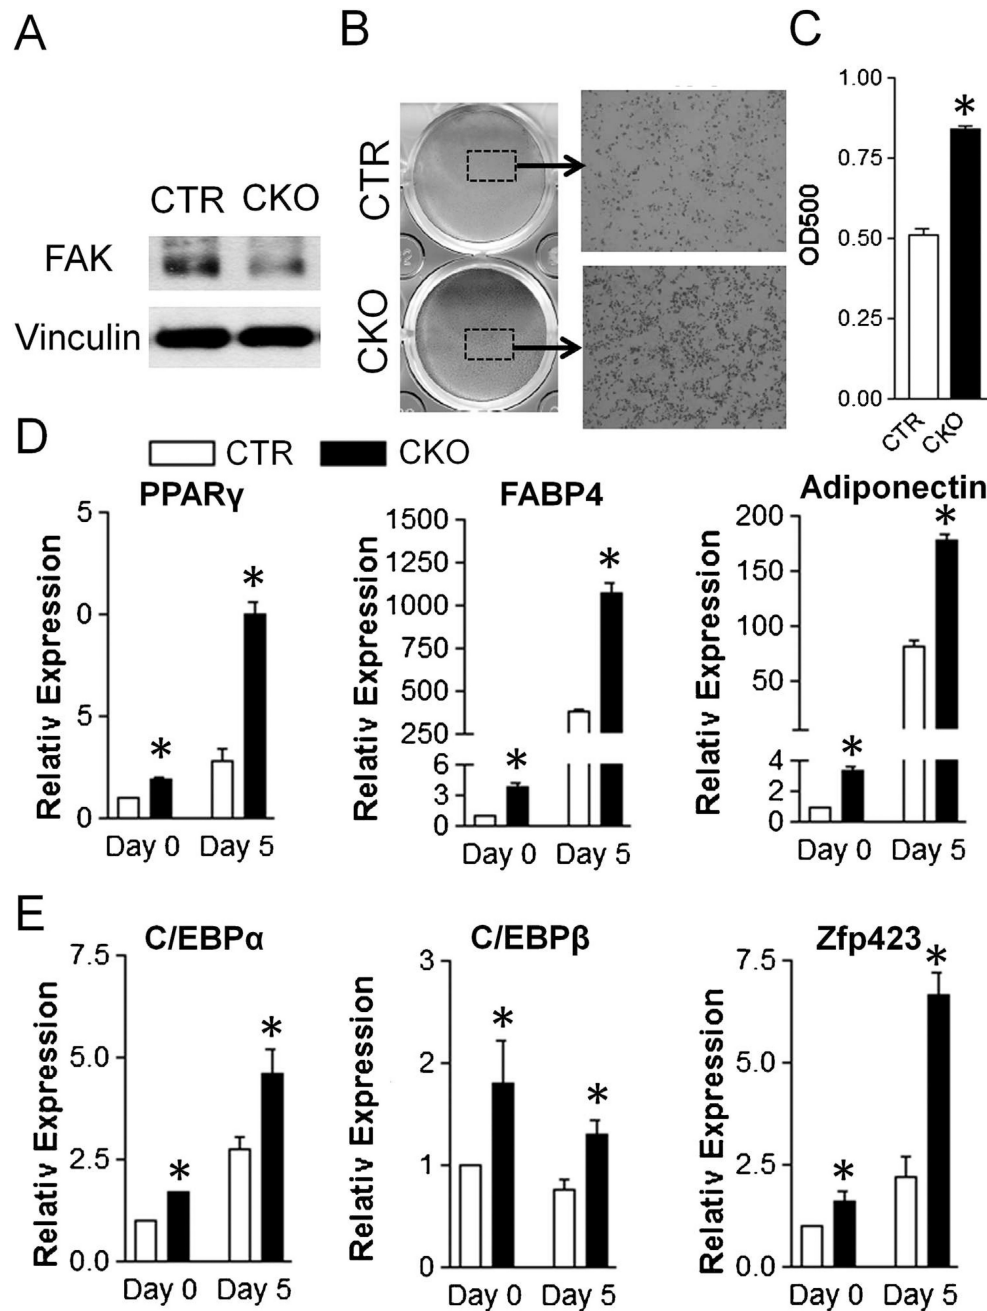 A
CTR CKO
FAK
Vinculin
B
CTR
CKO
C
1.00
0.75
0.50
0.25
0.00
OD500
*
CTR
CKO
D
CTR CKO
PPARγ
Relativ Expression
5
0
5
0
*
*
Day 0 Day 5
FABP4
Relativ Expression
1500
1250
1000
750
500
250
6
3
0
*
*
Day 0 Day 5
Adiponectin
Relativ Expression
200
150
100
50
4
2
0
*
*
Day 0 Day 5
E
C/EBPα
Relativ Expression
7.5
5.0
2.5
0.0
*
*
Day 0 Day 5
C/EBPβ
Relativ Expression
3
2
1
0
*
*
Day 0 Day 5
Zfp423
Relativ Expression
7.5
5.0
2.5
0.0
*
*
Day 0 Day 5